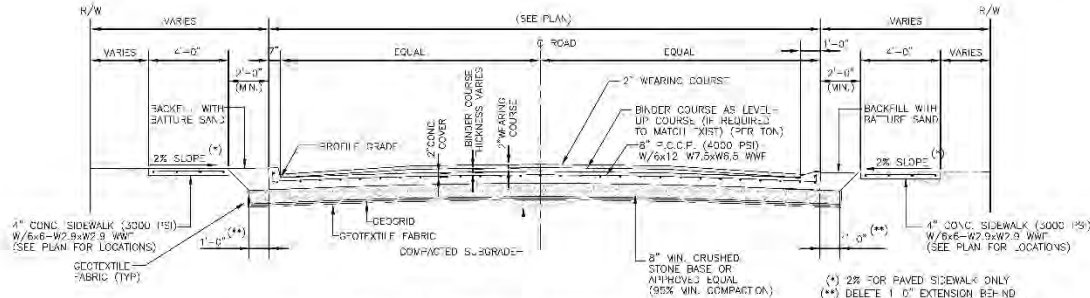 R/W
R/W
VARIES
(SEE PLAN)
VARIES
VARIES
4'-0"
7"
℄ ROAD
1'-0"
4'-0"
VARIES
2'-0"
(MIN.)
EQUAL
EQUAL
2'-0"
(MIN.)
BACKFILL WITH
BATTURE SAND
2" CONC.
COVER
BINDER COURSE
THICKNESS VARIES
2" WEARING
COURSE
2" WEARING COURSE
BINDER COURSE AS LEVEL-
UP COURSE (IF REQUIRED
TO MATCH EXIST) (PER TON)
8" P.C.C.P. (4000 PSI)
W/6x12 W7.5xW6.5 WWF
BACKFILL WITH
BATTURE SAND
2% SLOPE (*)
PROFILE GRADE
2% SLOPE (*)
4" CONC. SIDEWALK (3000 PSI)
W/6x6-W2.9xW2.9 WWF
(SEE PLAN FOR LOCATIONS)
1'-0" (**)
GEOTEXTILE
FABRIC (TYP)
GEOGRID
GEOTEXTILE FABRIC
COMPACTED SUBGRADE
8" MIN. CRUSHED
STONE BASE OR
APPROVED EQUAL
(95% MIN. COMPACTION)
1'-0" (**)
4" CONC. SIDEWALK (3000 PSI)
W/6x6-W2.9xW2.9 WWF
(SEE PLAN FOR LOCATIONS)
(*) 2% FOR PAVED SIDEWALK ONLY
(**) DELETE 1'-0" EXTENSION BEHIND